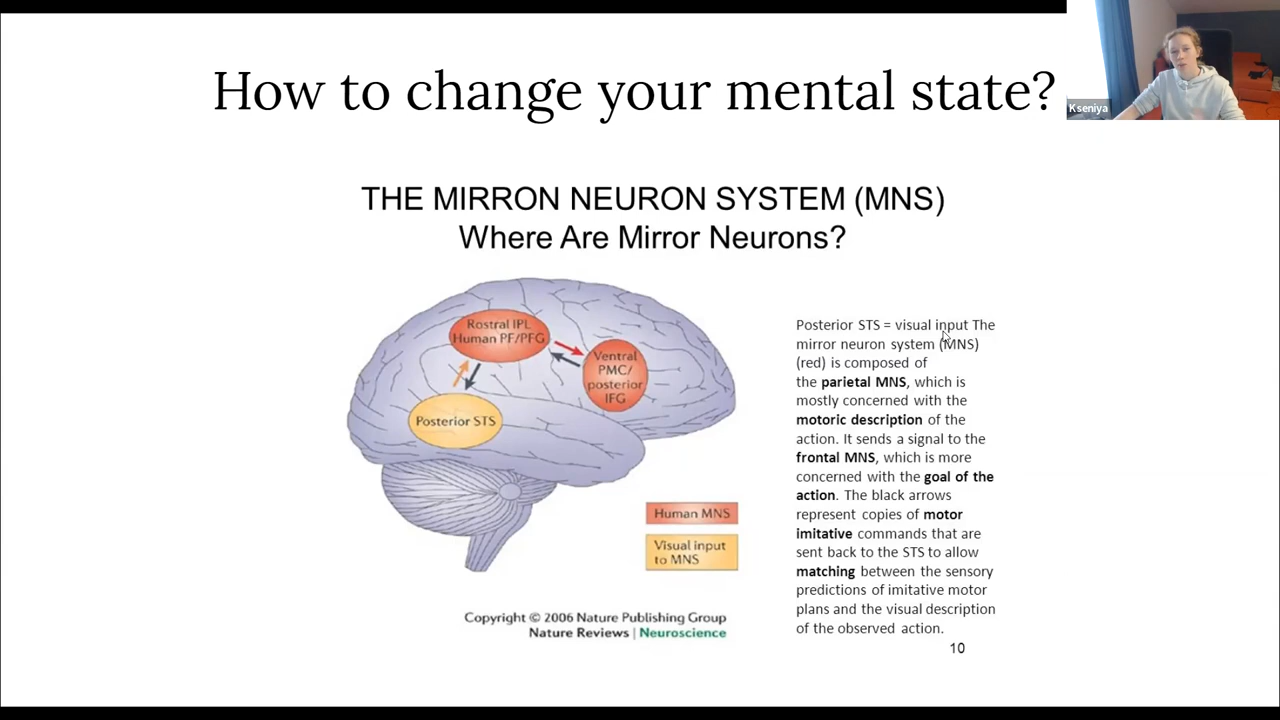 How to change your mental state?
Kseniya
THE MIRRON NEURON SYSTEM (MNS)
Where Are Mirror Neurons?
Rostral IPL
Human PF/PFG
Ventral
PMC/
posterior
IFG
Posterior STS
Human MNS
Visual input
to MNS
Copyright © 2006 Nature Publishing Group
Nature Reviews | Neuroscience
Posterior STS = visual input The
mirror neuron system (MNS)
(red) is composed of
the parietal MNS, which is
mostly concerned with the
motoric description of the
action. It sends a signal to the
frontal MNS, which is more
concerned with the goal of the
action. The black arrows
represent copies of motor
imitative commands that are
sent back to the STS to allow
matching between the sensory
predictions of imitative motor
plans and the visual description
of the observed action.
10